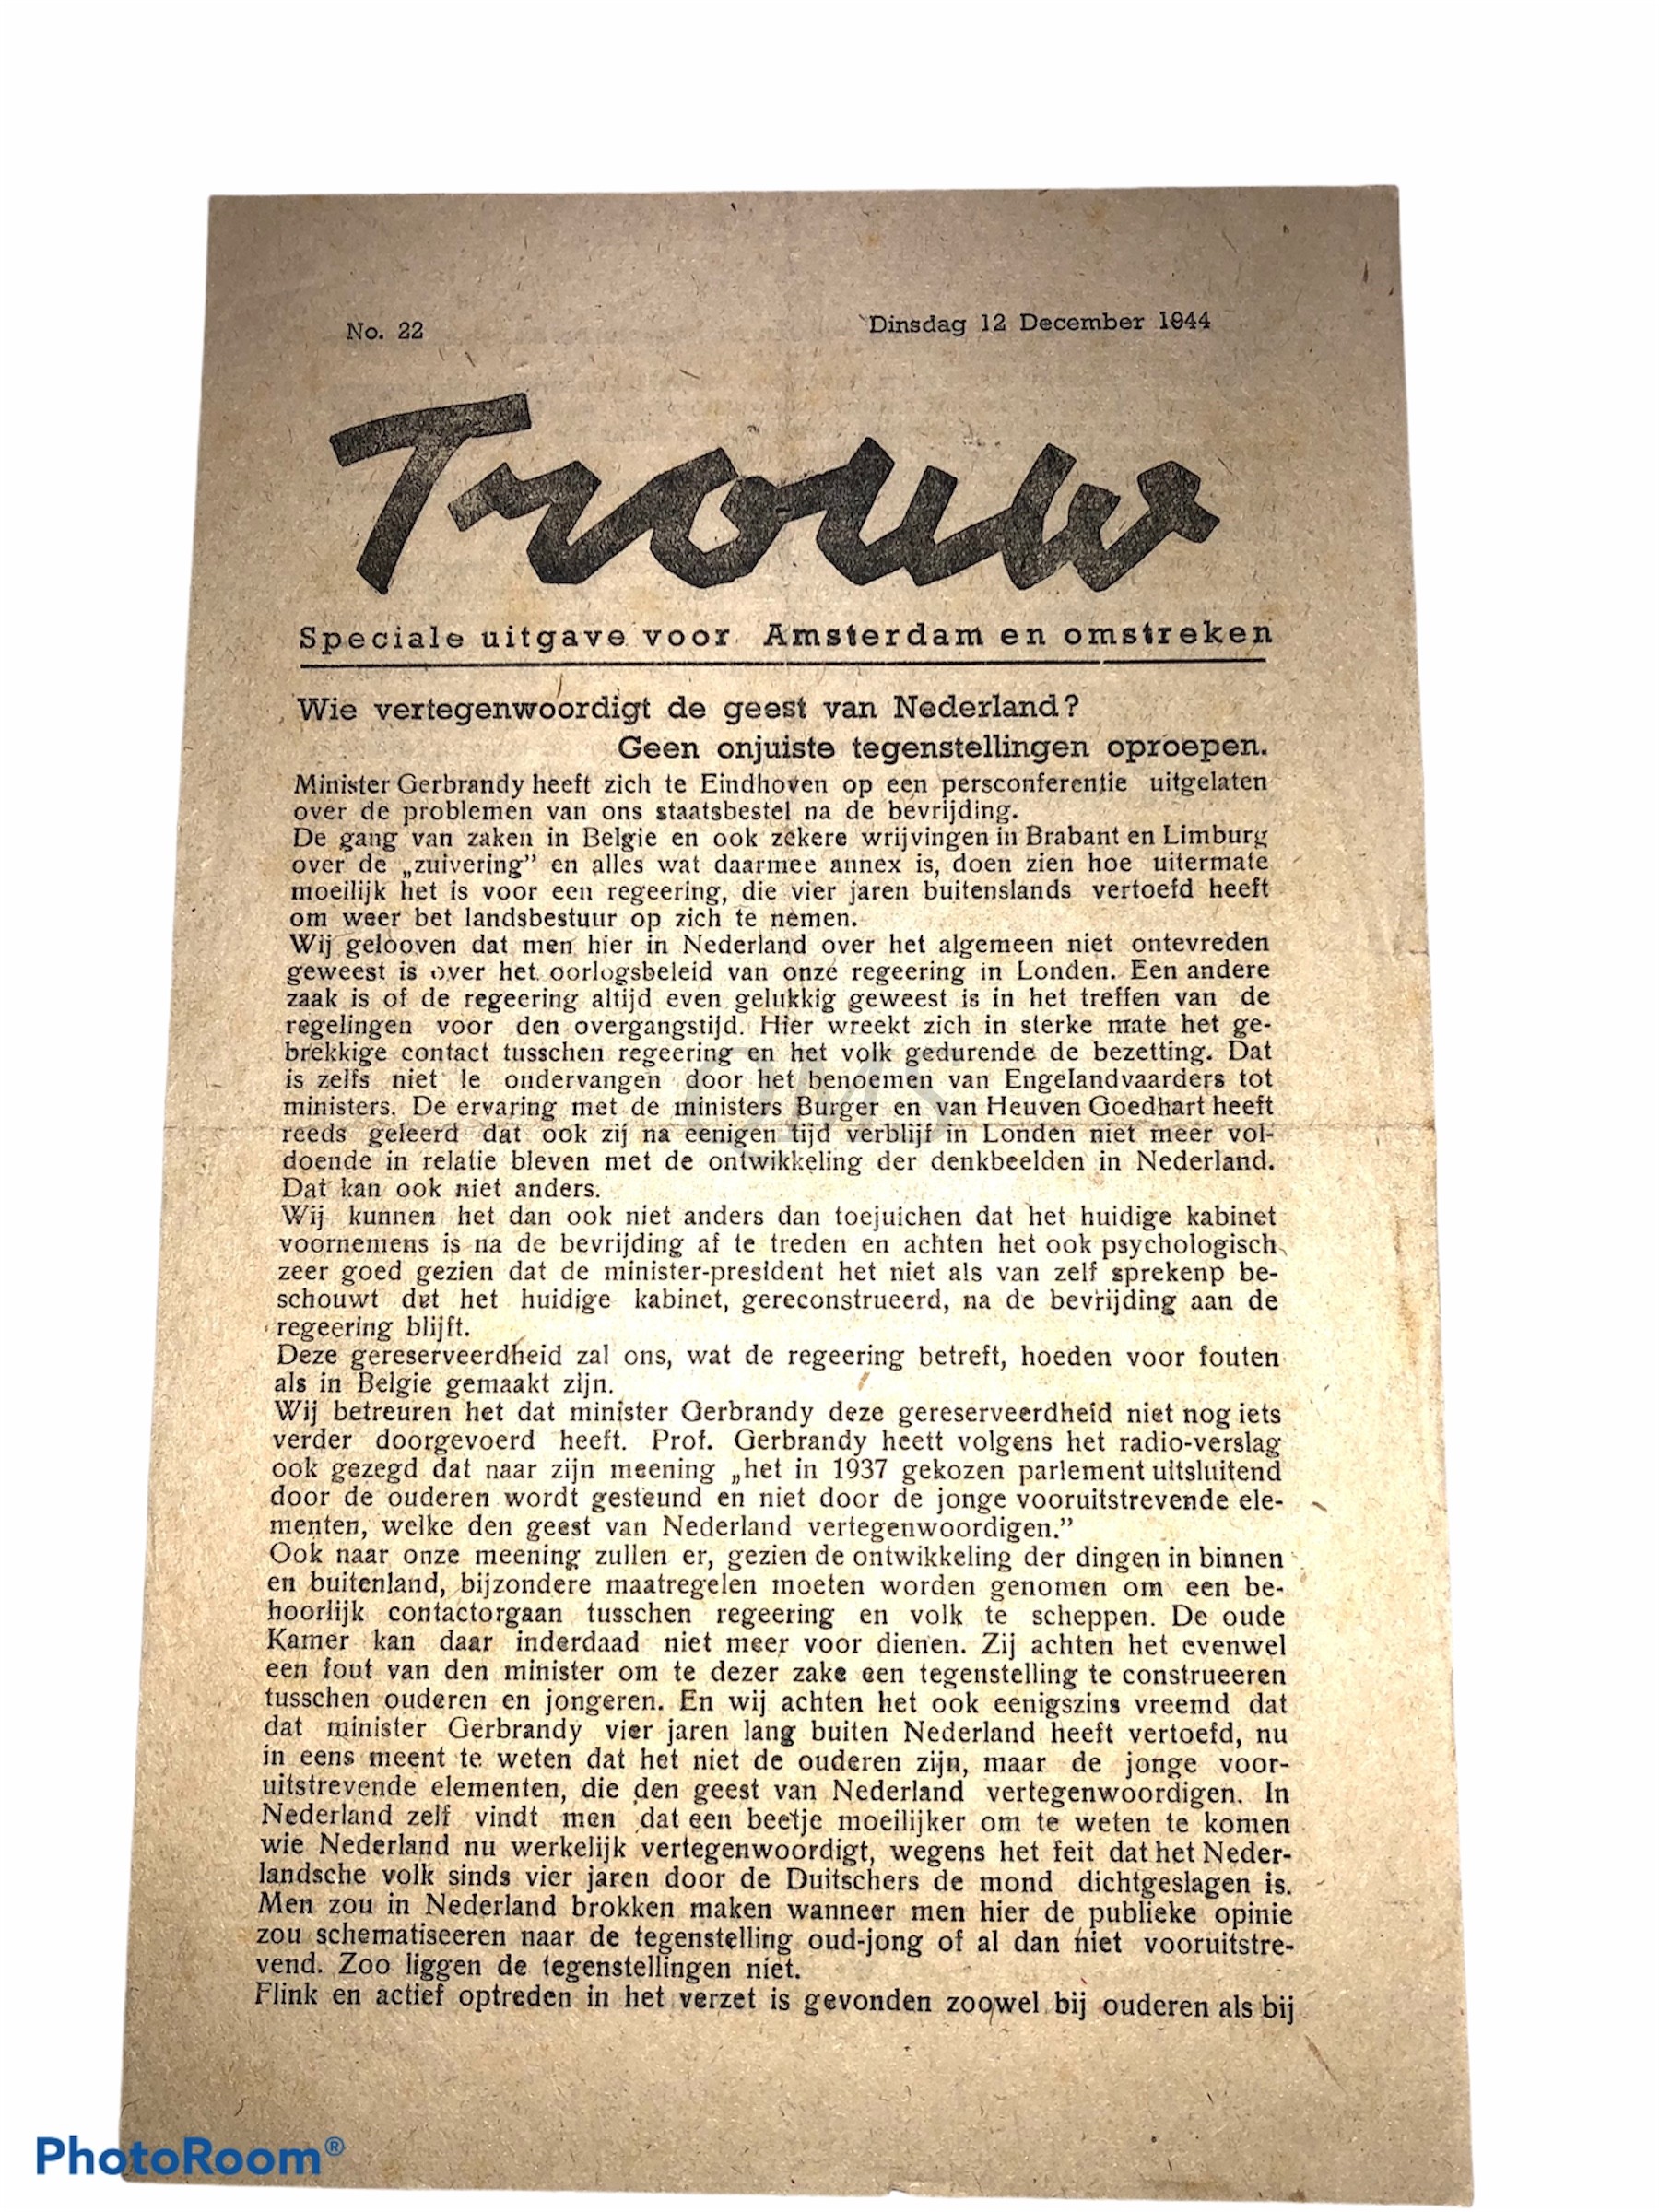 No. 22
Dinsdag 12 December 1944
Trouw
Speciale uitgave voor Amsterdam en omstreken
Wie vertegenwoordigt de geest van Nederland?
Geen onjuiste tegenstellingen oproepen.
Minister Gerbrandy heeft zich te Eindhoven op een persconferentie uitgelaten
over de problemen van ons staatsbestel na de bevrijding.
De gang van zaken in Belgie en ook zekere wrijvingen in Brabant en Limburg
over de „zuivering” en alles wat daarmee annex is, doen zien hoe uitermate
moeilijk het is voor een regeering, die vier jaren buitenslands vertoefd heeft
om weer bet landsbestuur op zich te nemen.
Wij gelooven dat men hier in Nederland over het algemeen niet ontevreden
geweest is over het oorlogsbeleid van onze regeering in Londen. Een andere
zaak is of de regeering altijd even gelukkig geweest is in het treffen van de
regelingen voor den overgangstijd. Hier wreekt zich in sterke mate het ge-
brekkige contact tusschen regeering en het volk gedurende de bezetting. Dat
is zelfs niet te ondervangen door het benoemen van Engelandvaarders tot
ministers. De ervaring met de ministers Burger en van Heuven Goedhart heeft
reeds geleerd dat ook zij na eenigen tijd verblijf in Londen niet meer vol-
doende in relatie bleven met de ontwikkeling der denkbeelden in Nederland.
Dat kan ook niet anders.
Wij kunnen het dan ook niet anders dan toejuichen dat het huidige kabinet
voornemens is na de bevrijding af te treden en achten het ook psychologisch
zeer goed gezien dat de minister-president het niet als van zelf sprekenp be-
schouwt dat het huidige kabinet, gereconstrueerd, na de bevrijding aan de
regeering blijft.
Deze gereserveerdheid zal ons, wat de regeering betreft, hoeden voor fouten
als in Belgie gemaakt zijn.
Wij betreuren het dat minister Gerbrandy deze gereserveerdheid niet nog iets
verder doorgevoerd heeft. Prof. Gerbrandy heett volgens het radio-verslag
ook gezegd dat naar zijn meening „het in 1937 gekozen parlement uitsluitend
door de ouderen wordt gesteund en niet door de jonge vooruitstrevende ele-
menten, welke den geest van Nederland vertegenwoordigen.”
Ook naar onze meening zullen er, gezien de ontwikkeling der dingen in binnen
en buitenland, bijzondere maatregelen moeten worden genomen om een be-
hoorlijk contactorgaan tusschen regeering en volk te scheppen. De oude
Kamer kan daar inderdaad niet meer voor dienen. Zij achten het evenwel
een fout van den minister om te dezer zake een tegenstelling te construeeren
tusschen ouderen en jongeren. En wij achten het ook eenigszins vreemd dat
dat minister Gerbrandy vier jaren lang buiten Nederland heeft vertoefd, nu
in eens meent te weten dat het niet de ouderen zijn, maar de jonge voor-
uitstrevende elementen, die den geest van Nederland vertegenwoordigen. In
Nederland zelf vindt men dat een beetje moeilijker om te weten te komen
wie Nederland nu werkelijk vertegenwoordigt, wegens het feit dat het Neder-
landsche volk sinds vier jaren door de Duitschers de mond dichtgeslagen is.
Men zou in Nederland brokken maken wanneer men hier de publieke opinie
zou schematiseeren naar de tegenstelling oud-jong of al dan niet vooruitstre-
vend. Zoo liggen de tegenstellingen niet.
Flink en actief optreden in het verzet is gevonden zoowel bij ouderen als bij
QMS
PhotoRoom®